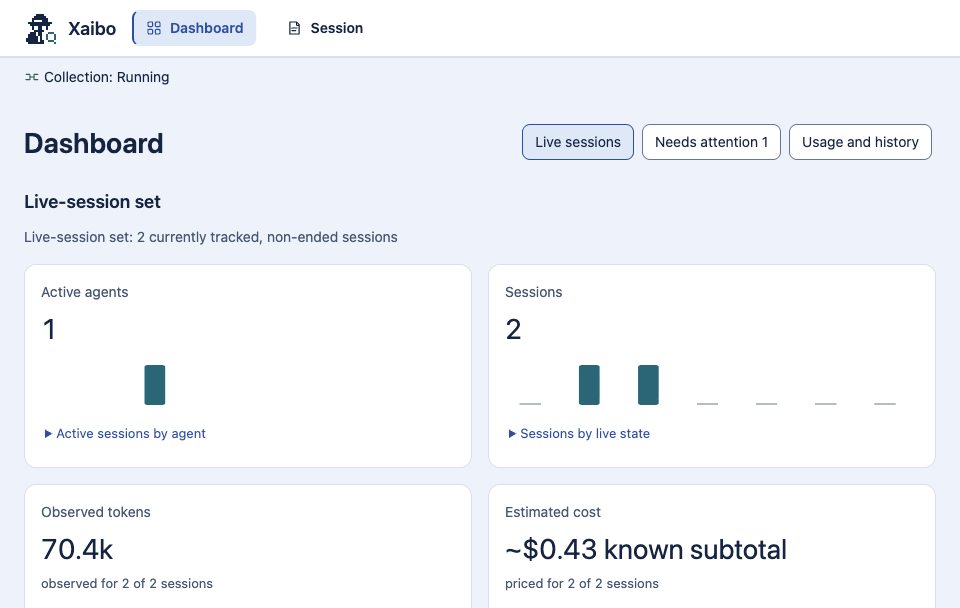 Xaibo
Dashboard
Session
Collection: Running
Dashboard
Live sessions
Needs attention 1
Usage and history
Live-session set
Live-session set: 2 currently tracked, non-ended sessions
Active agents
1
Active sessions by agent
Sessions
2
Sessions by live state
Observed tokens
70.4k
observed for 2 of 2 sessions
Estimated cost
~$0.43 known subtotal
priced for 2 of 2 sessions